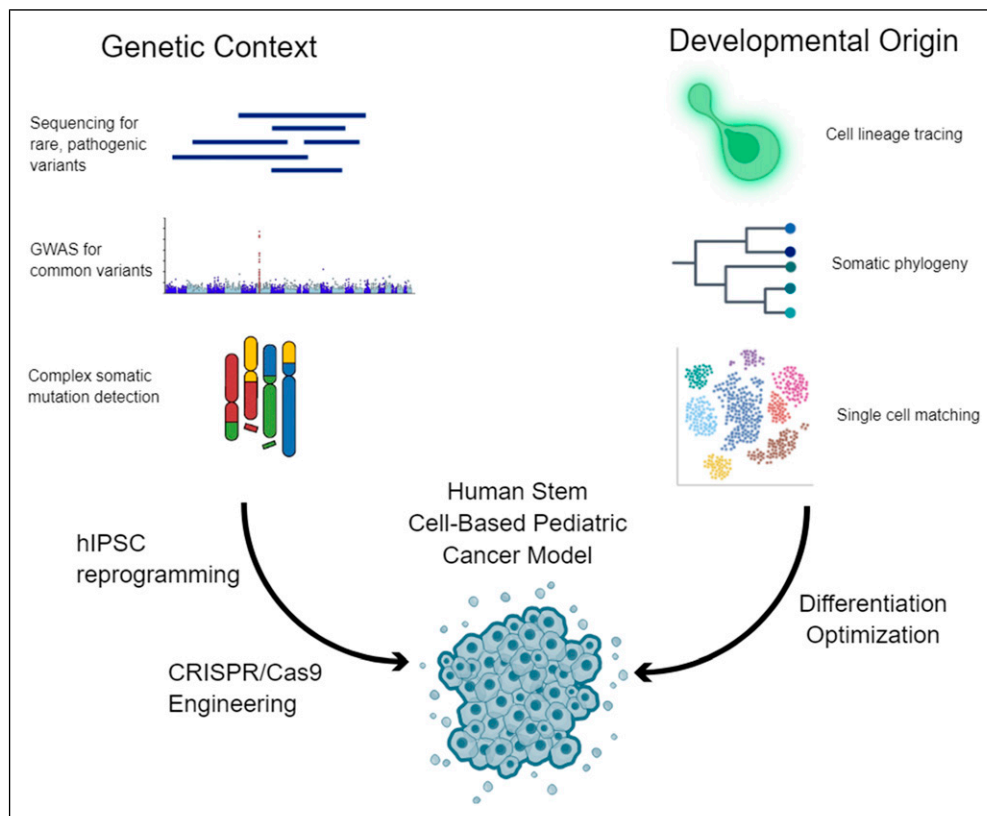 Genetic Context
Sequencing for
rare, pathogenic
variants
GWAS for
common variants
Complex somatic
mutation detection
Developmental Origin
Cell lineage tracing
Somatic phylogeny
Single cell matching
hIPSC
reprogramming
CRISPR/Cas9
Engineering
Human Stem
Cell-Based Pediatric
Cancer Model
Differentiation
Optimization